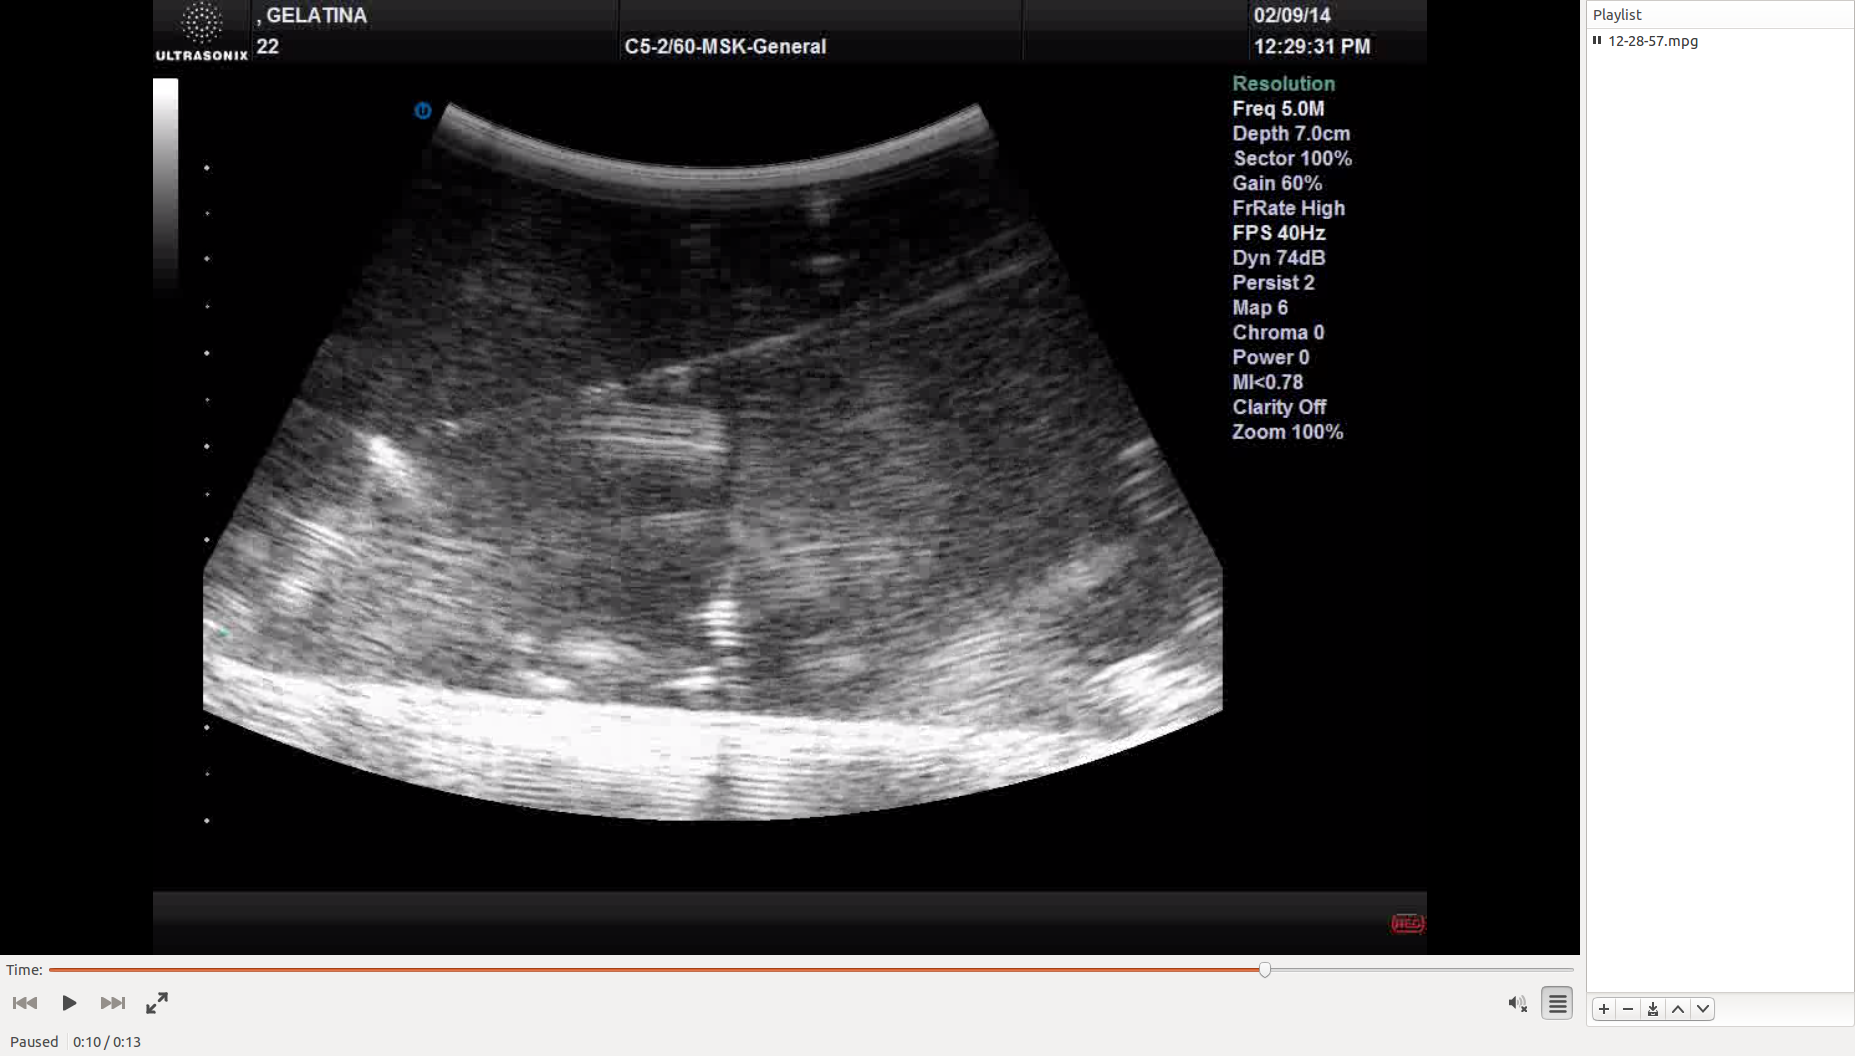 , GELATINA
02/09/14
ULTRASONIX
22
C5-2/60-MSK-General
12:29:31 PM
Resolution
Freq 5.0M
Depth 7.0cm
Sector 100%
Gain 60%
FrRate High
FPS 40Hz
Dyn 74dB
Persist 2
Map 6
Chroma 0
Power 0
MI<0.78
Clarity Off
Zoom 100%
REC
Playlist
12-28-57.mpg
Time:
Paused
0:10 / 0:13